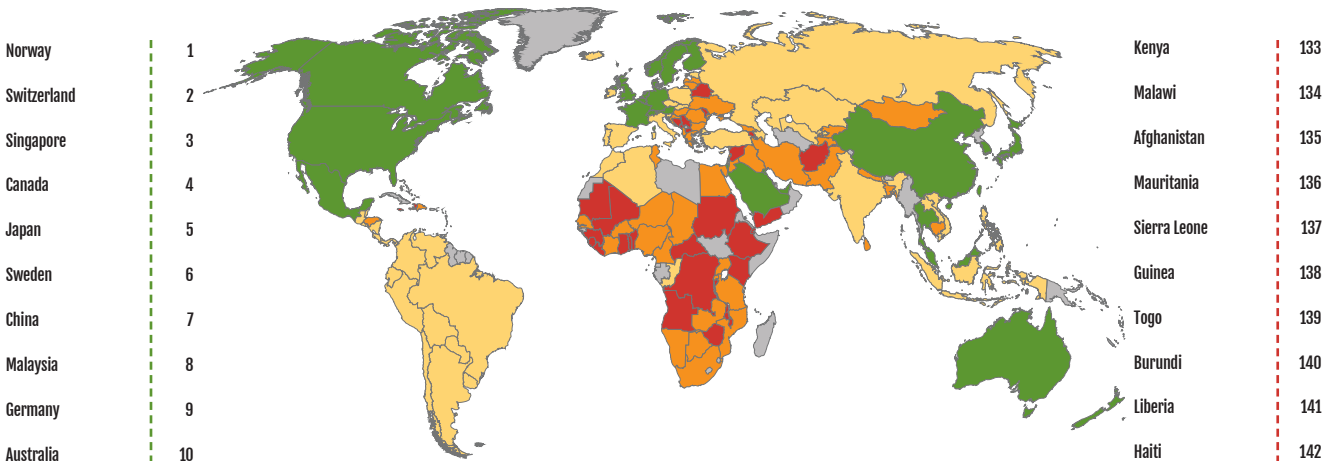 Norway 1
Switzerland 2
Singapore 3
Canada 4
Japan 5
Sweden 6
China 7
Malaysia 8
Germany 9
Australia 10
Kenya 133
Malawi 134
Afghanistan 135
Mauritania 136
Sierra Leone 137
Guinea 138
Togo 139
Burundi 140
Liberia 141
Haiti 142